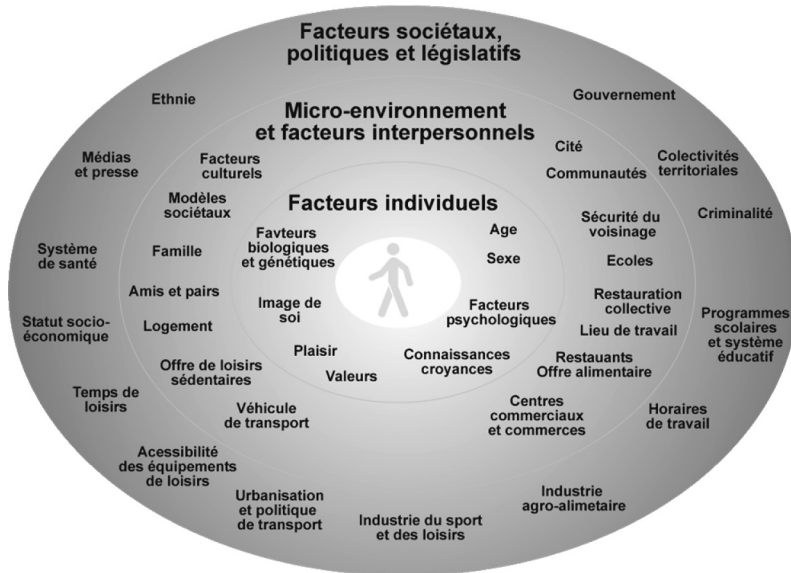 Facteurs sociétaux,
politiques et législatifs
Ethnie
Gouvernement
Micro-environnement
et facteurs interpersonnels
Médias
et presse
Facteurs
culturels
Cité
Communautés
Colectivités
territoriales
Modèles
sociétaux
Facteurs individuels
Sécurité du
voisinage
Criminalité
Système
de santé
Famille
Favteurs
biologiques
et génétiques
Age
Sexe
Ecoles
Amis et pairs
Image de
soi
Facteurs
psychologiques
Restauration
collective
Statut socio-
économique
Logement
Lieu de travail
Programmes
scolaires
et système
éducatif
Plaisir
Valeurs
Connaissances
croyances
Offre de loisirs
sédentaires
Restauants
Offre alimentaire
Temps de
loisirs
Véhicule
de transport
Centres
commerciaux
et commerces
Horaires
de travail
Acessibilité
des équipements
de loisirs
Urbanisation
et politique
de transport
Industrie du sport
et des loisirs
Industrie
agro-alimetaire